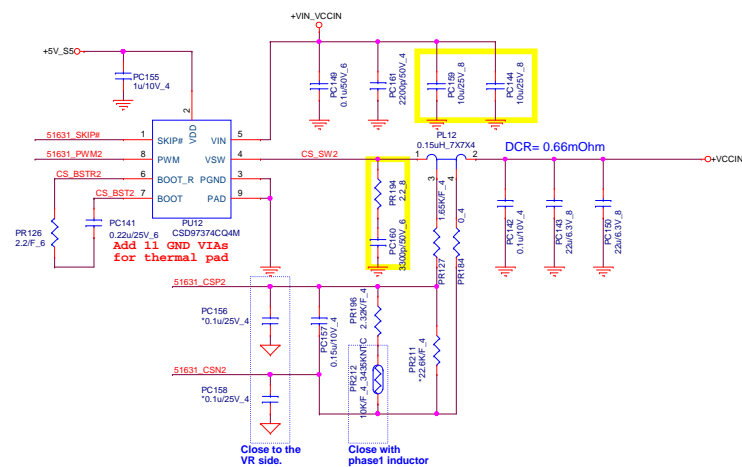 +VIN_VCCIN
+5V_S5
PC155
1u/10V_4
PC149
0.1u/50V_6
PC161
2200p/50V_4
PC159
10u/25V_8
PC144
10u/25V_8
2
VDD
51631_SKIP#
1
SKIP#
VIN
5
51631_PWM2
8
PWM
VSW
4
CS_SW2
CS_BSTR2
6
BOOT_R
PGND
3
CS_BST2
7
BOOT
PAD
9
PU12
CSD97374CQ4M
PL12
0.15uH_7X7X4
1
2
3
4
DCR= 0.66mOhm
+VCCIN
PR126
2.2/F_6
PC141
0.22u/25V_6
Add 11 GND VIAs
for thermal pad
PR194
2.2_8
PC160
3300p/50V_6
1.65K/F_4
PR127
0_4
PR184
PC142
0.1u/10V_4
PC143
22u/6.3V_8
PC150
22u/6.3V_8
51631_CSP2
PC156
*0.1u/25V_4
PC157
0.15u/10V_4
PR196
2.32K/F_4
PR211
*22.6K/F_4
51631_CSN2
PC158
*0.1u/25V_4
PR212
10K/F_4_3435KNTC
Close to the
VR side.
Close with
phase1 inductor